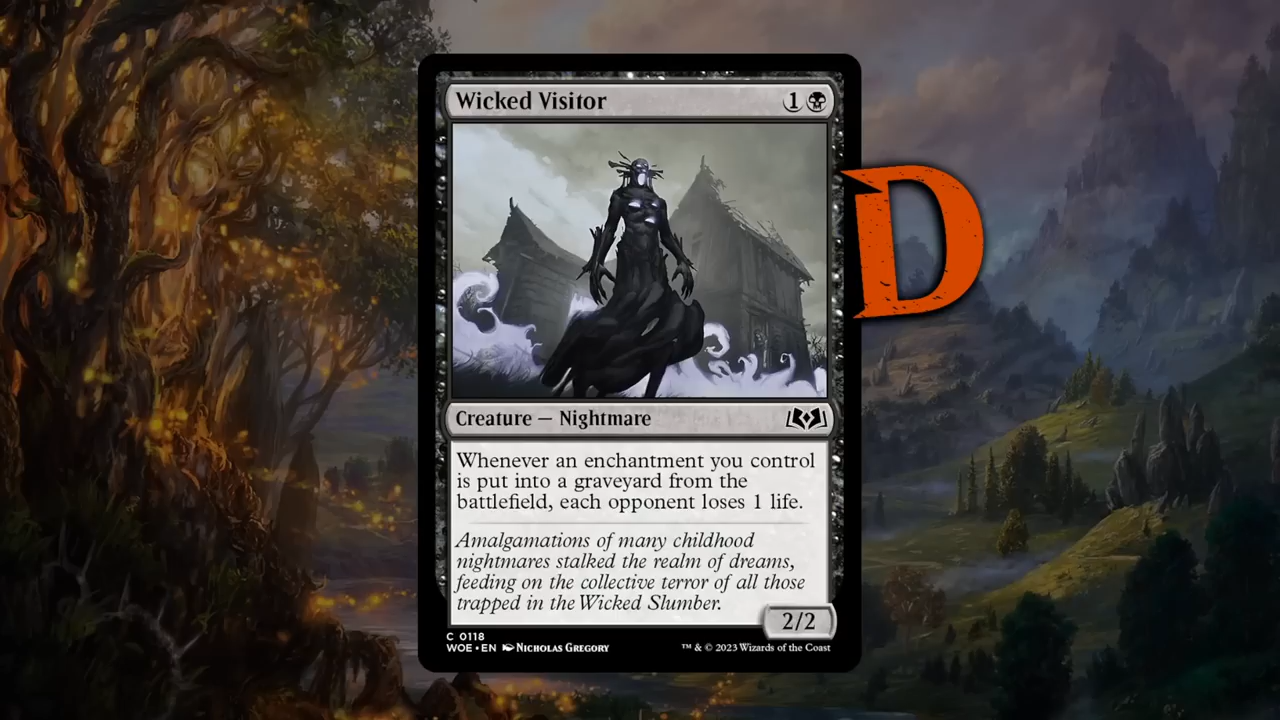 Wicked Visitor 1
D
Creature — Nightmare
Whenever an enchantment you control
is put into a graveyard from the
battlefield, each opponent loses 1 life.
Amalgamations of many childhood
nightmares stalked the realm of dreams,
feeding on the collective terror of all those
trapped in the Wicked Slumber.
2/2
C 0118
WOE • EN Nicholas Gregory
™ & © 2023 Wizards of the Coast